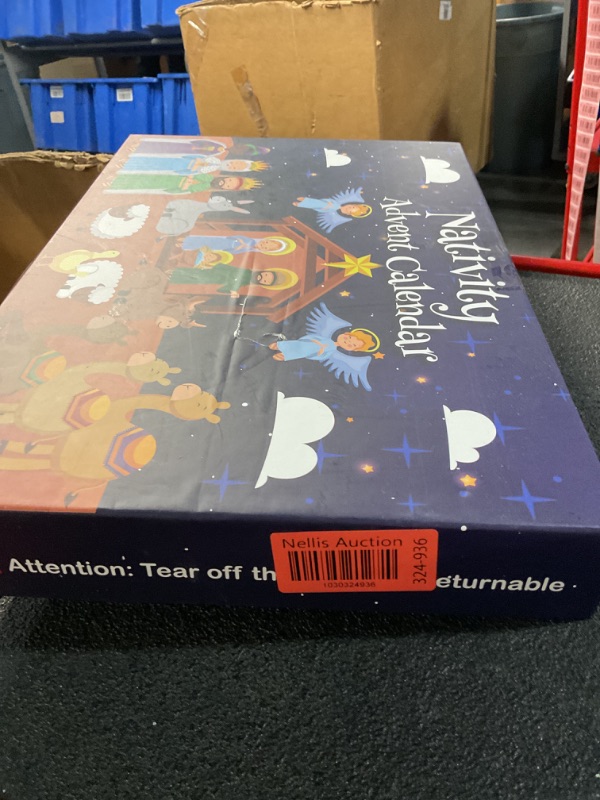 Nativity
Advent Calendar
Attention: Tear off th
eturnable
Nellis Auction
1030324936
324-936